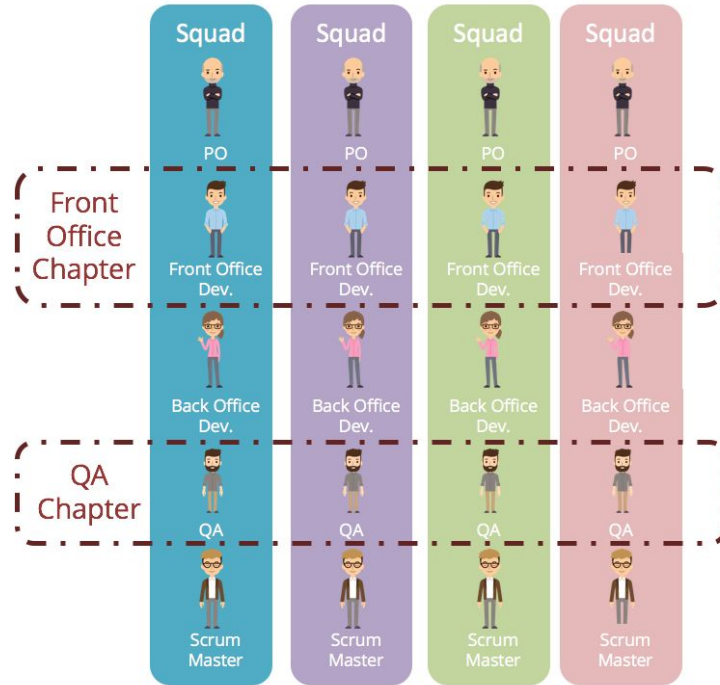 Squad
Squad
Squad
Squad
PO
PO
PO
PO
Front
Office
Chapter
Front Office
Dev.
Front Office
Dev.
Front Office
Dev.
Front Office
Dev.
Back Office
Dev.
Back Office
Dev.
Back Office
Dev.
Back Office
Dev.
QA
Chapter
QA
QA
QA
QA
Scrum
Master
Scrum
Master
Scrum
Master
Scrum
Master